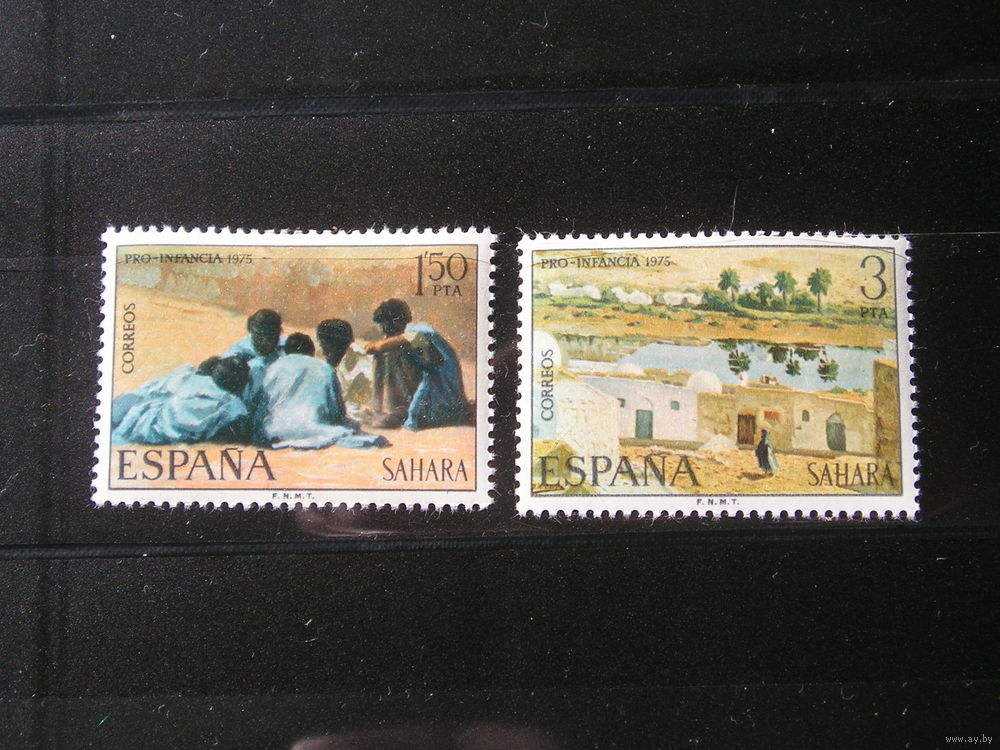 PRO-INFANCIA 1975
1'50
PTA
CORREOS
ESPAÑA
SAHARA
F. N. M. T.
PRO-INFANCIA 1975
3
PTA
CORREOS
ESPAÑA
SAHARA
F. N. M. T.
www.ay.by